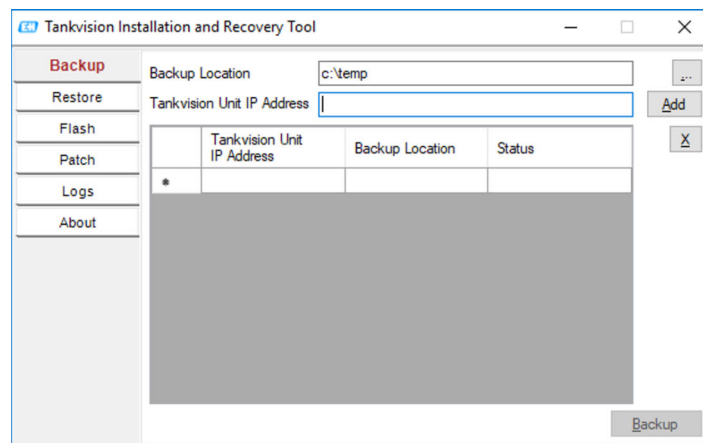 EH Tankvision Installation and Recovery Tool
Backup
Restore
Flash
Patch
Logs
About
Backup Location c:\temp ...
Tankvision Unit IP Address Add
X
Tankvision Unit
IP Address Backup Location Status
*
Backup